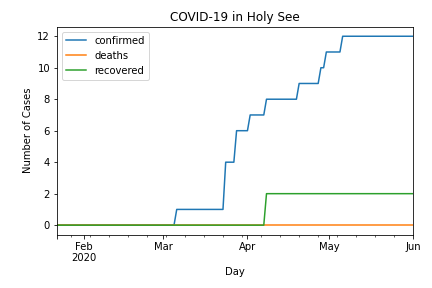 COVID-19 in Holy See
confirmed
deaths
recovered
Number of Cases
12
10
8
6
4
2
0
Feb
2020
Mar
Apr
May
Jun
Day